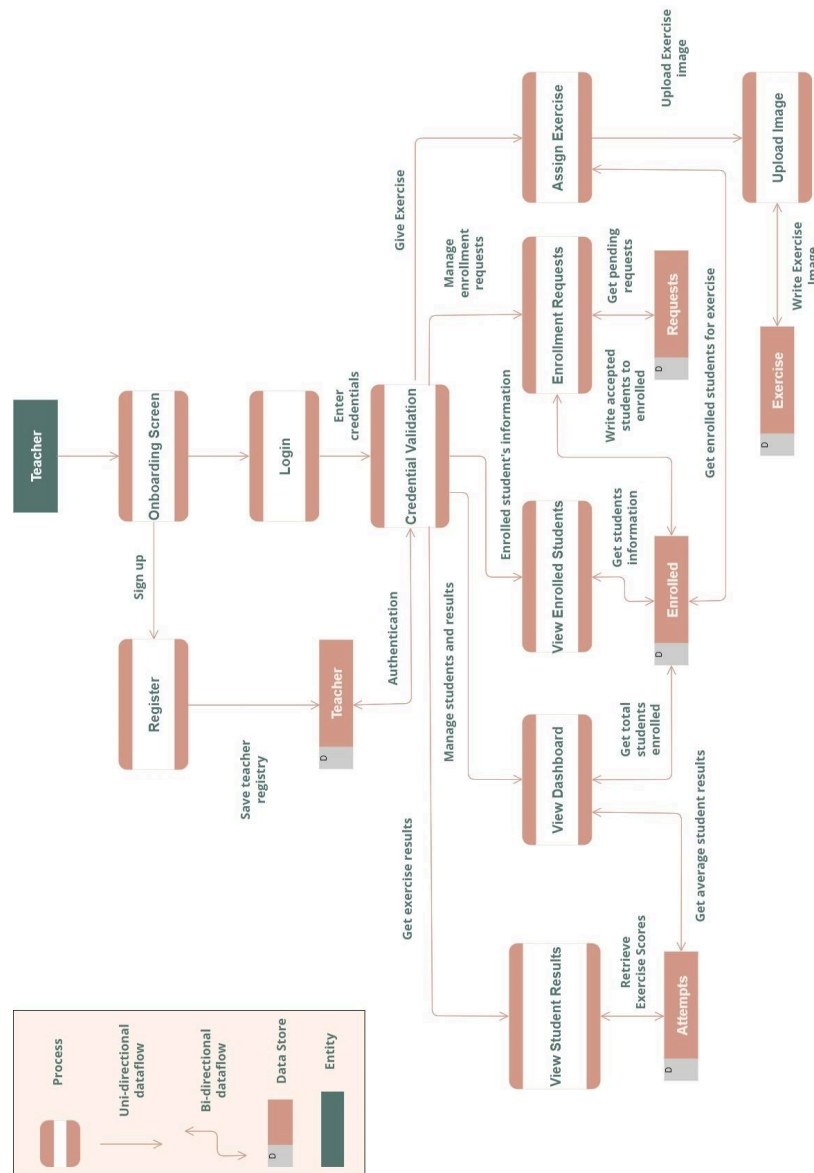 Process
Uni-directional
dataflow
Bi-directional
dataflow
D
Data Store
Entity
Teacher
Onboarding Screen
Sign up
Register
Login
Save teacher
registry
D
Teacher
Enter
credentials
Authentication
Credential Validation
Get exercise results
Manage students and results
Enrolled student's information
Manage
enrollment
requests
Give Exercise
View Student Results
View Dashboard
View Enrolled Students
Enrollment Requests
Assign Exercise
Retrieve
Exercise Scores
Get total
students
enrolled
Get students
information
Write accepted
students to
enrolled
Get pending
requests
Upload Exercise
image
D
Attempts
D
Enrolled
D
Requests
Get average student results
Get enrolled students for exercise
Upload Image
D
Exercise
Write Exercise
Image